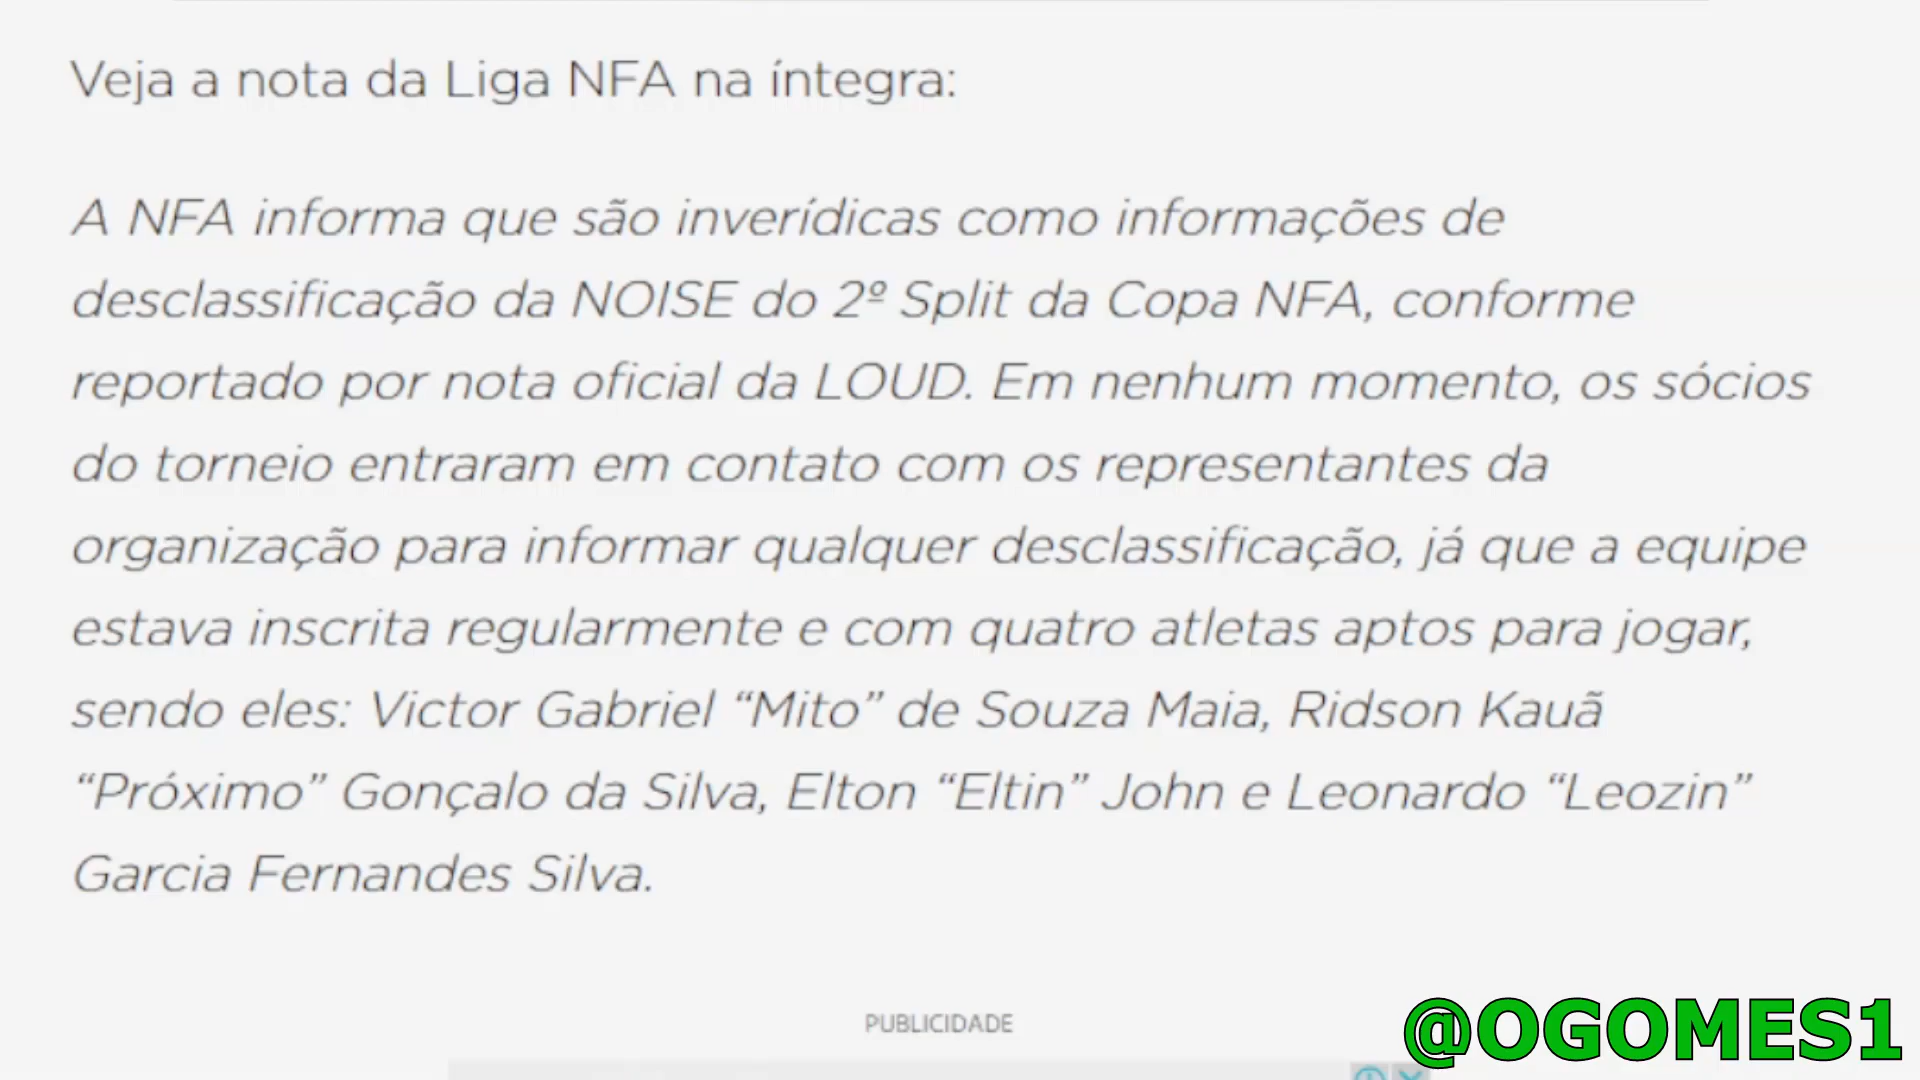 Veja a nota da Liga NFA na íntegra:
A NFA informa que são inverídicas como informações de
desclassificação da NOISE do 2º Split da Copa NFA, conforme
reportado por nota oficial da LOUD. Em nenhum momento, os sócios
do torneio entraram em contato com os representantes da
organização para informar qualquer desclassificação, já que a equipe
estava inscrita regularmente e com quatro atletas aptos para jogar,
sendo eles: Victor Gabriel “Mito” de Souza Maia, Ridson Kauã
“Próximo” Gonçalo da Silva, Elton “Eltin” John e Leonardo “Leozin”
Garcia Fernandes Silva.
PUBLICIDADE
@OGOMES1